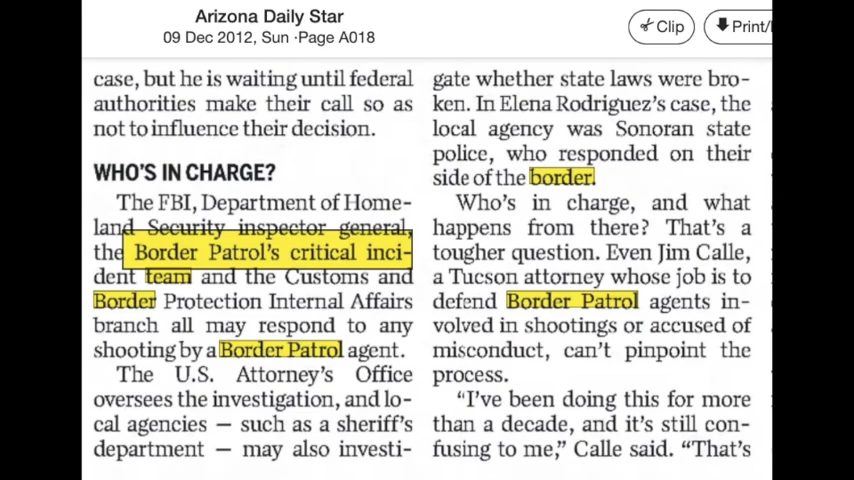 Arizona Daily Star
09 Dec 2012, Sun ·Page A018
Clip
Print/
case, but he is waiting until federal
authorities make their call so as
not to influence their decision.
WHO'S IN CHARGE?
The FBI, Department of Home-
land Security inspector general,
the Border Patrol's critical inci-
dent team and the Customs and
Border Protection Internal Affairs
branch all may respond to any
shooting by a Border Patrol agent.
The U.S. Attorney's Office
oversees the investigation, and lo-
cal agencies — such as a sheriff's
department — may also investi-
gate whether state laws were bro-
ken. In Elena Rodriguez's case, the
local agency was Sonoran state
police, who responded on their
side of the border.
Who's in charge, and what
happens from there? That's a
tougher question. Even Jim Calle,
a Tucson attorney whose job is to
defend Border Patrol agents in-
volved in shootings or accused of
misconduct, can't pinpoint the
process.
"I've been doing this for more
than a decade, and it's still con-
fusing to me," Calle said. "That's